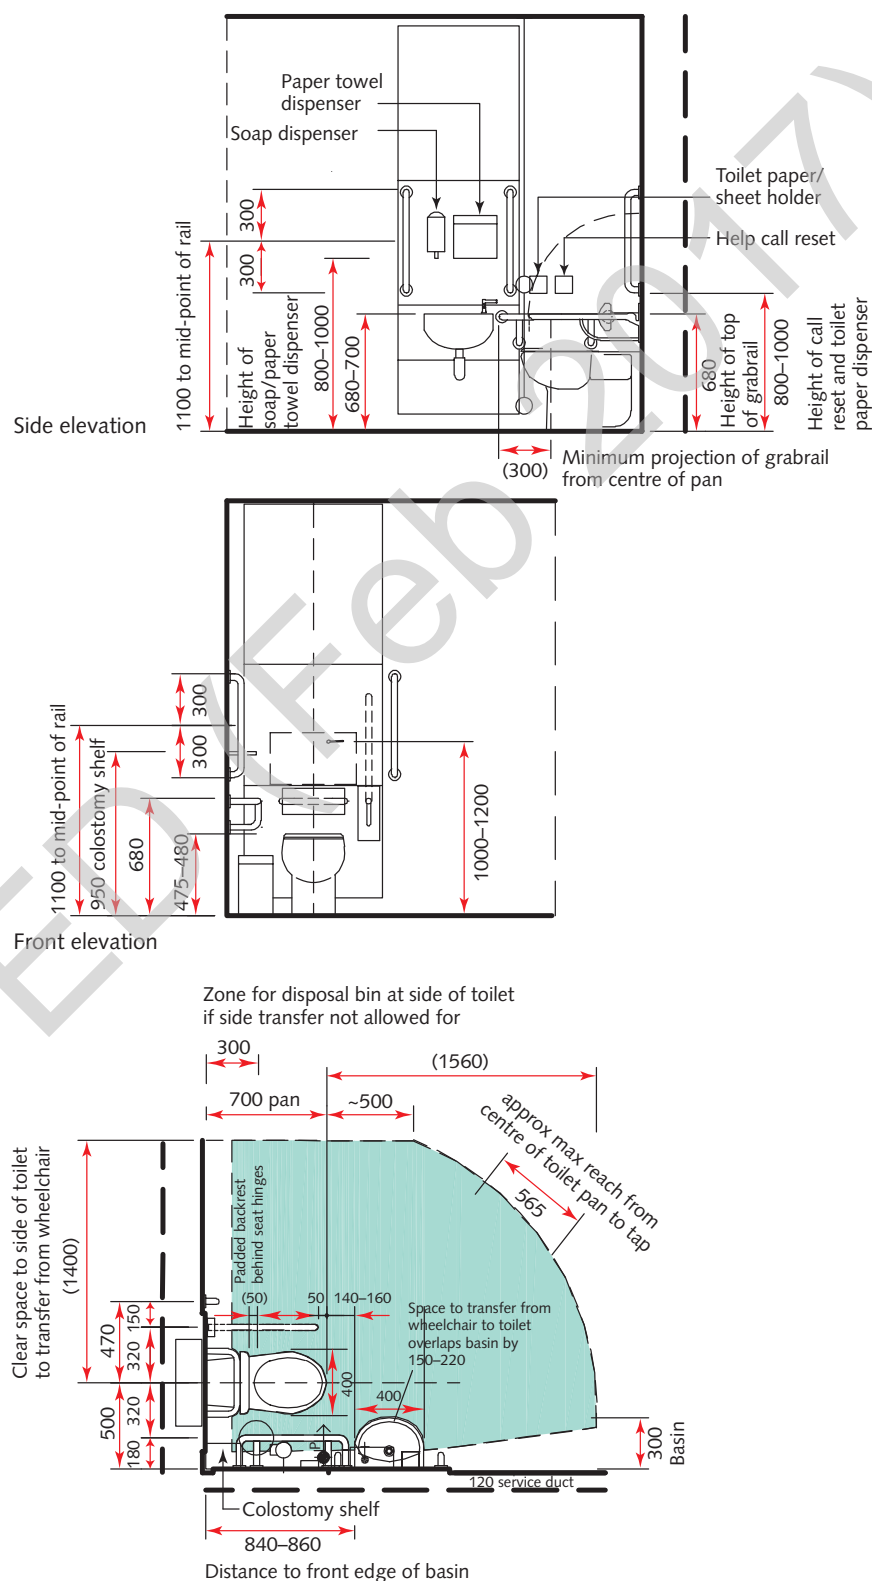 Paper towel
dispenser
Soap dispenser
Toilet paper/
sheet holder
Help call reset
300
300
1100 to mid-point of rail
Height of
soap/paper
towel dispenser
800–1000
680–700
680
Height of top
of grabrail
800–1000
Height of call
reset and toilet
paper dispenser
Side elevation
(300)
Minimum projection of grabrail
from centre of pan
300
300
1100 to mid-point of rail
950 colostomy shelf
680
475–480
1000–1200
Front elevation
Zone for disposal bin at side of toilet
if side transfer not allowed for
300
(1560)
700 pan
~500
approx max reach from
centre of toilet pan to tap
565
Clear space to side of toilet
to transfer from wheelchair
(1400)
Padded backrest
behind seat hinges
(50)
50
140–160
Space to transfer from
wheelchair to toilet
overlaps basin by
150–220
470
150
320
400
400
500
320
180
P
300
Basin
120 service duct
Colostomy shelf
840–860
Distance to front edge of basin
ED (Feb 2017)